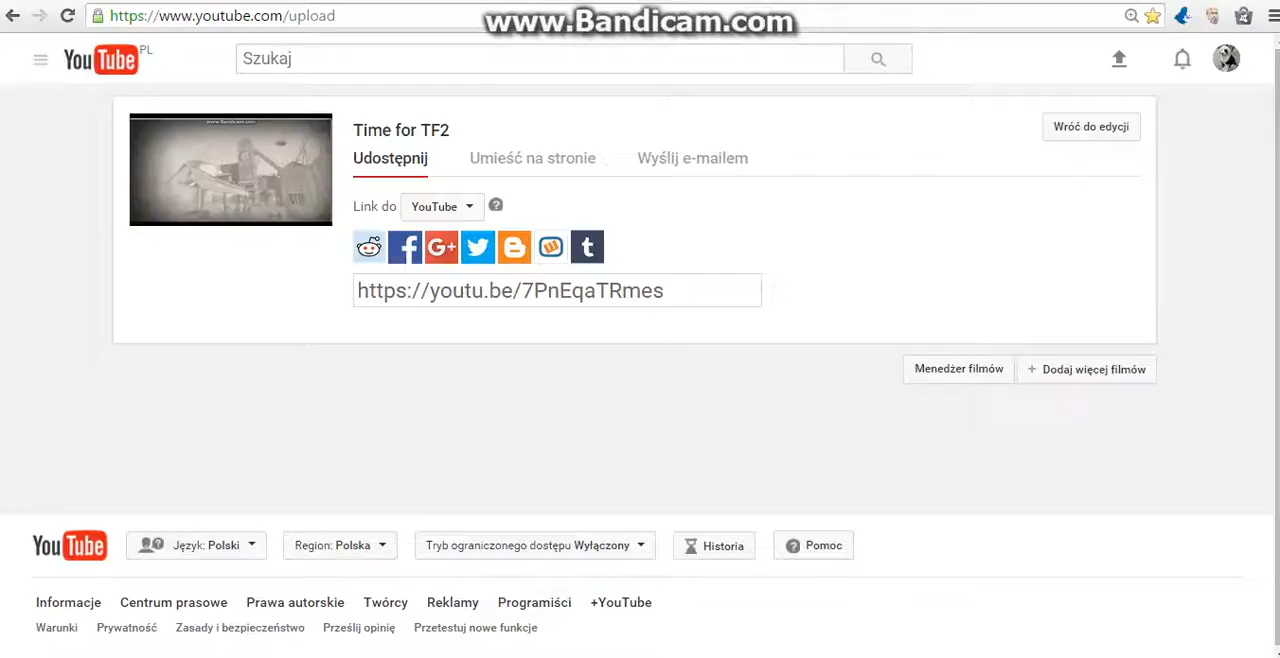 https://www.youtube.com/upload
www.Bandicam.com
YouTube PL
Szukaj
www.Bandicam.com
Time for TF2
Wróć do edycji
Udostępnij Umieść na stronie Wyślij e-mailem
Link do YouTube ?
f G+ B t
https://youtu.be/7PnEqaTRmes
Menedżer filmów + Dodaj więcej filmów
YouTube Język: Polski Region: Polska Tryb ograniczonego dostępu Wyłączony Historia ? Pomoc
Informacje Centrum prasowe Prawa autorskie Twórcy Reklamy Programiści +YouTube
Warunki Prywatność Zasady i bezpieczeństwo Prześlij opinię Przetestuj nowe funkcje